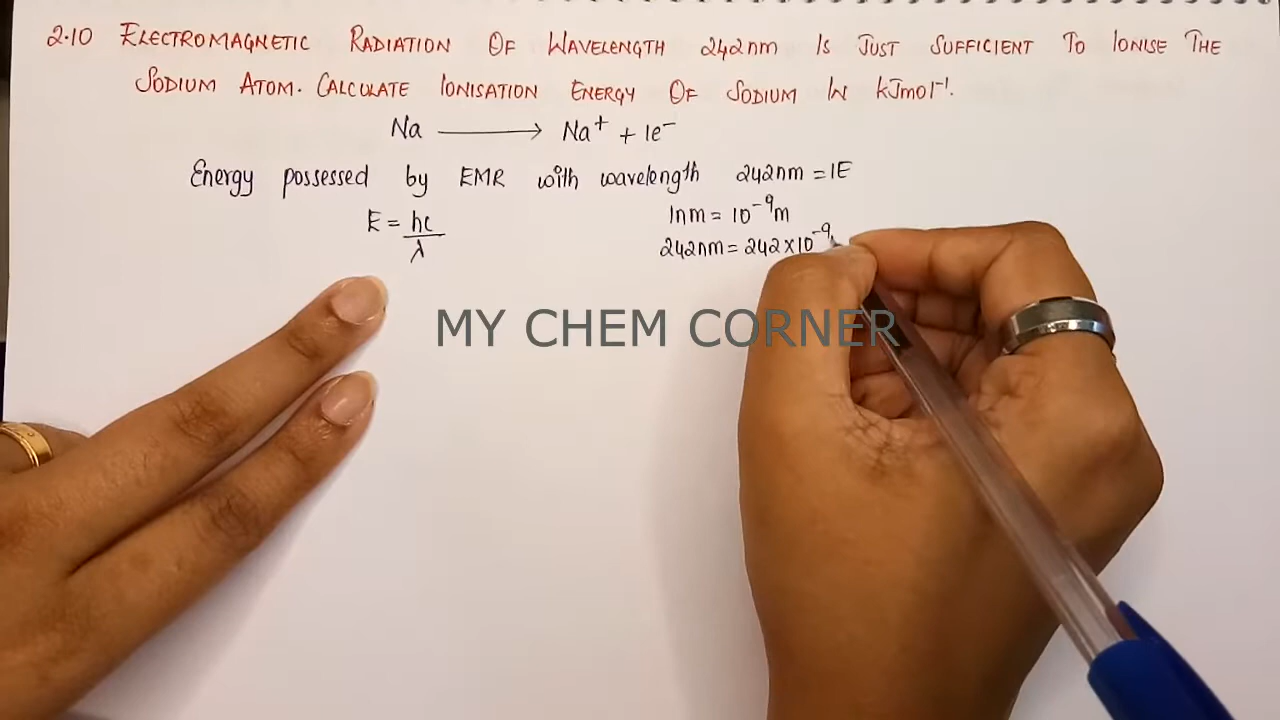 2.10 ELECTROMAGNETIC RADIATION OF WAVELENGTH 242nm IS JUST SUFFICIENT TO IONISE THE
SODIUM ATOM. CALCULATE IONISATION ENERGY OF SODIUM IN kJmol⁻¹.
Na ⟶ Na⁺ + 1e⁻
Energy possessed by EMR with wavelength 242nm = IE
E = hc/λ
1nm = 10⁻⁹m
242nm = 242×10⁻⁹
MY CHEM CORNER